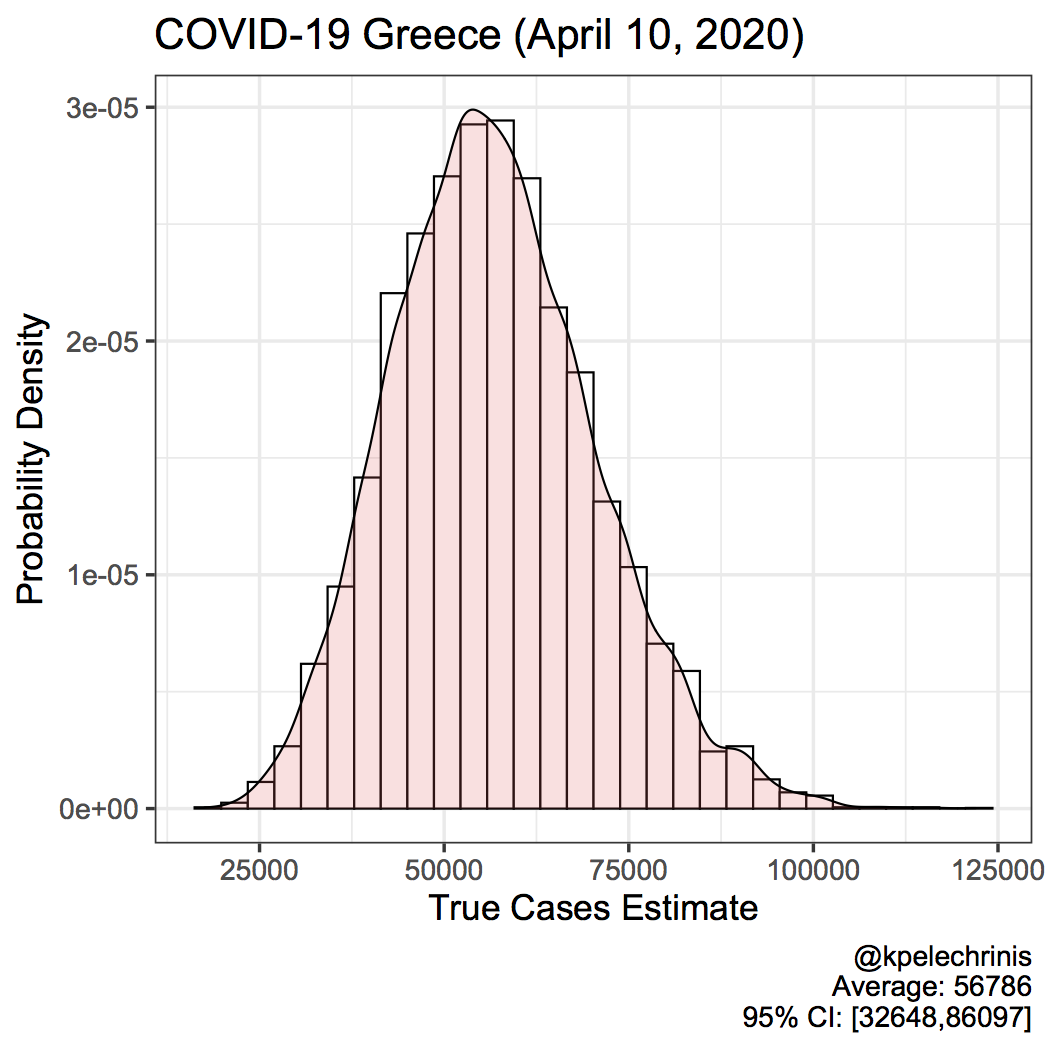 COVID-19 Greece (April 10, 2020)
Probability Density
3e-05
2e-05
1e-05
0e+00
25000 50000 75000 100000 125000
True Cases Estimate
@kpelechrinis
Average: 56786
95% CI: [32648,86097]